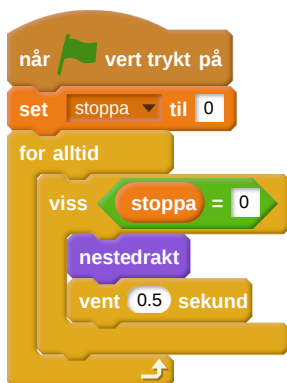 når vert trykt på
set stoppa til 0
for alltid
viss stoppa = 0
nestedrakt
vent 0.5 sekund